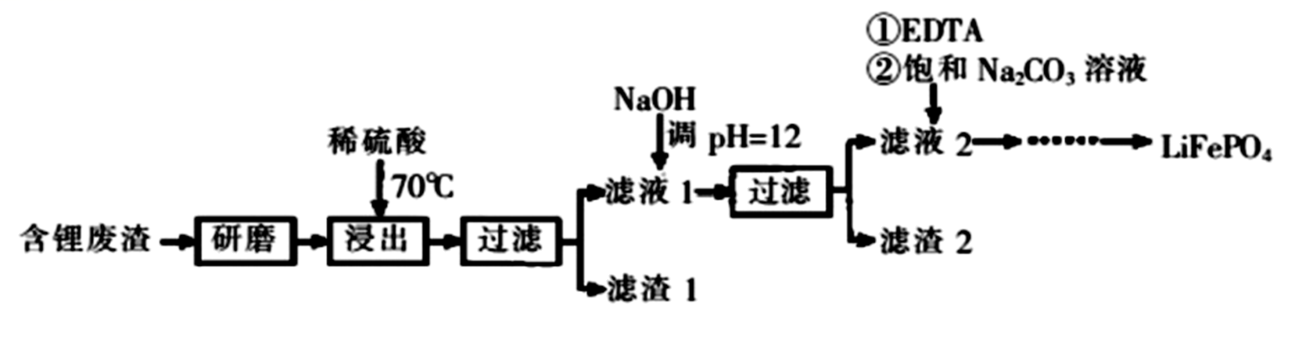 ①EDTA
②饱和 Na₂CO₃ 溶液
NaOH
调 pH=12
稀硫酸
70℃
滤液 2
LiFePO₄
滤液 1
过滤
含锂废渣
研磨
浸出
过滤
滤渣 2
滤渣 1